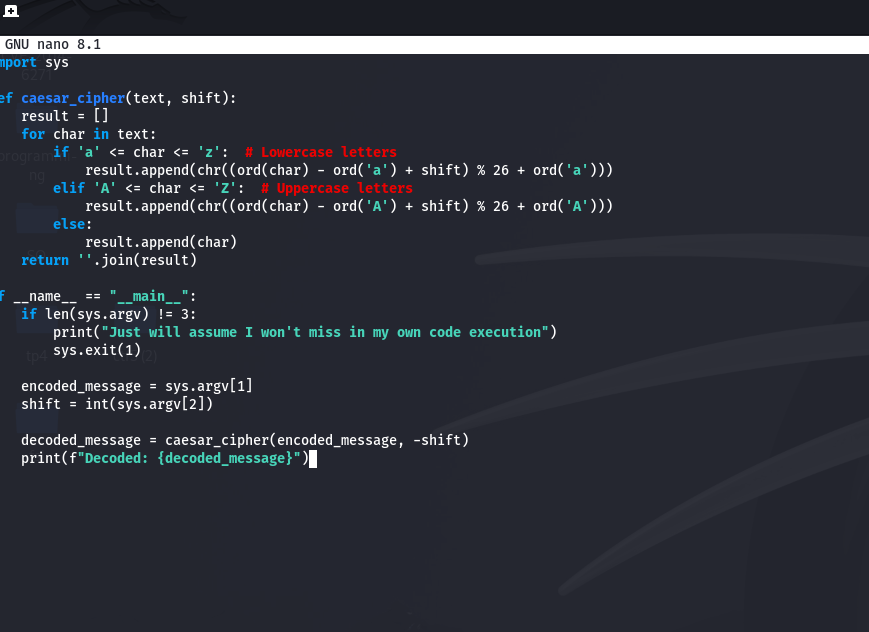 GNU nano 8.1
mport sys
ef caesar_cipher(text, shift):
    result = []
    for char in text:
        if 'a' <= char <= 'z':  # Lowercase letters
            result.append(chr((ord(char) - ord('a') + shift) % 26 + ord('a')))
        elif 'A' <= char <= 'Z':  # Uppercase letters
            result.append(chr((ord(char) - ord('A') + shift) % 26 + ord('A')))
        else:
            result.append(char)
    return ''.join(result)
f __name__ == "__main__":
    if len(sys.argv) != 3:
        print("Just will assume I won't miss in my own code execution")
        sys.exit(1)
    encoded_message = sys.argv[1]
    shift = int(sys.argv[2])
    decoded_message = caesar_cipher(encoded_message, -shift)
    print(f"Decoded: {decoded_message}")